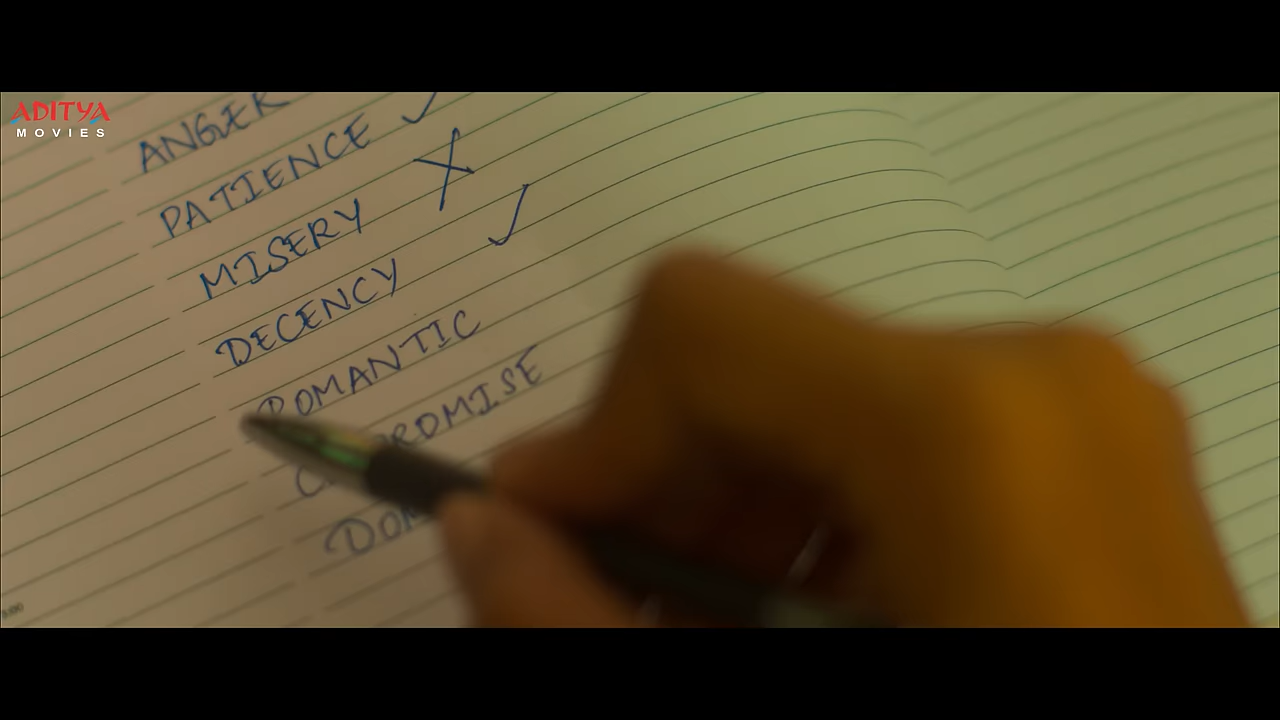 ADITYA
MOVIES
ANGER
PATIENCE ✓
MISERY X
DECENCY ✓
ROMANTIC